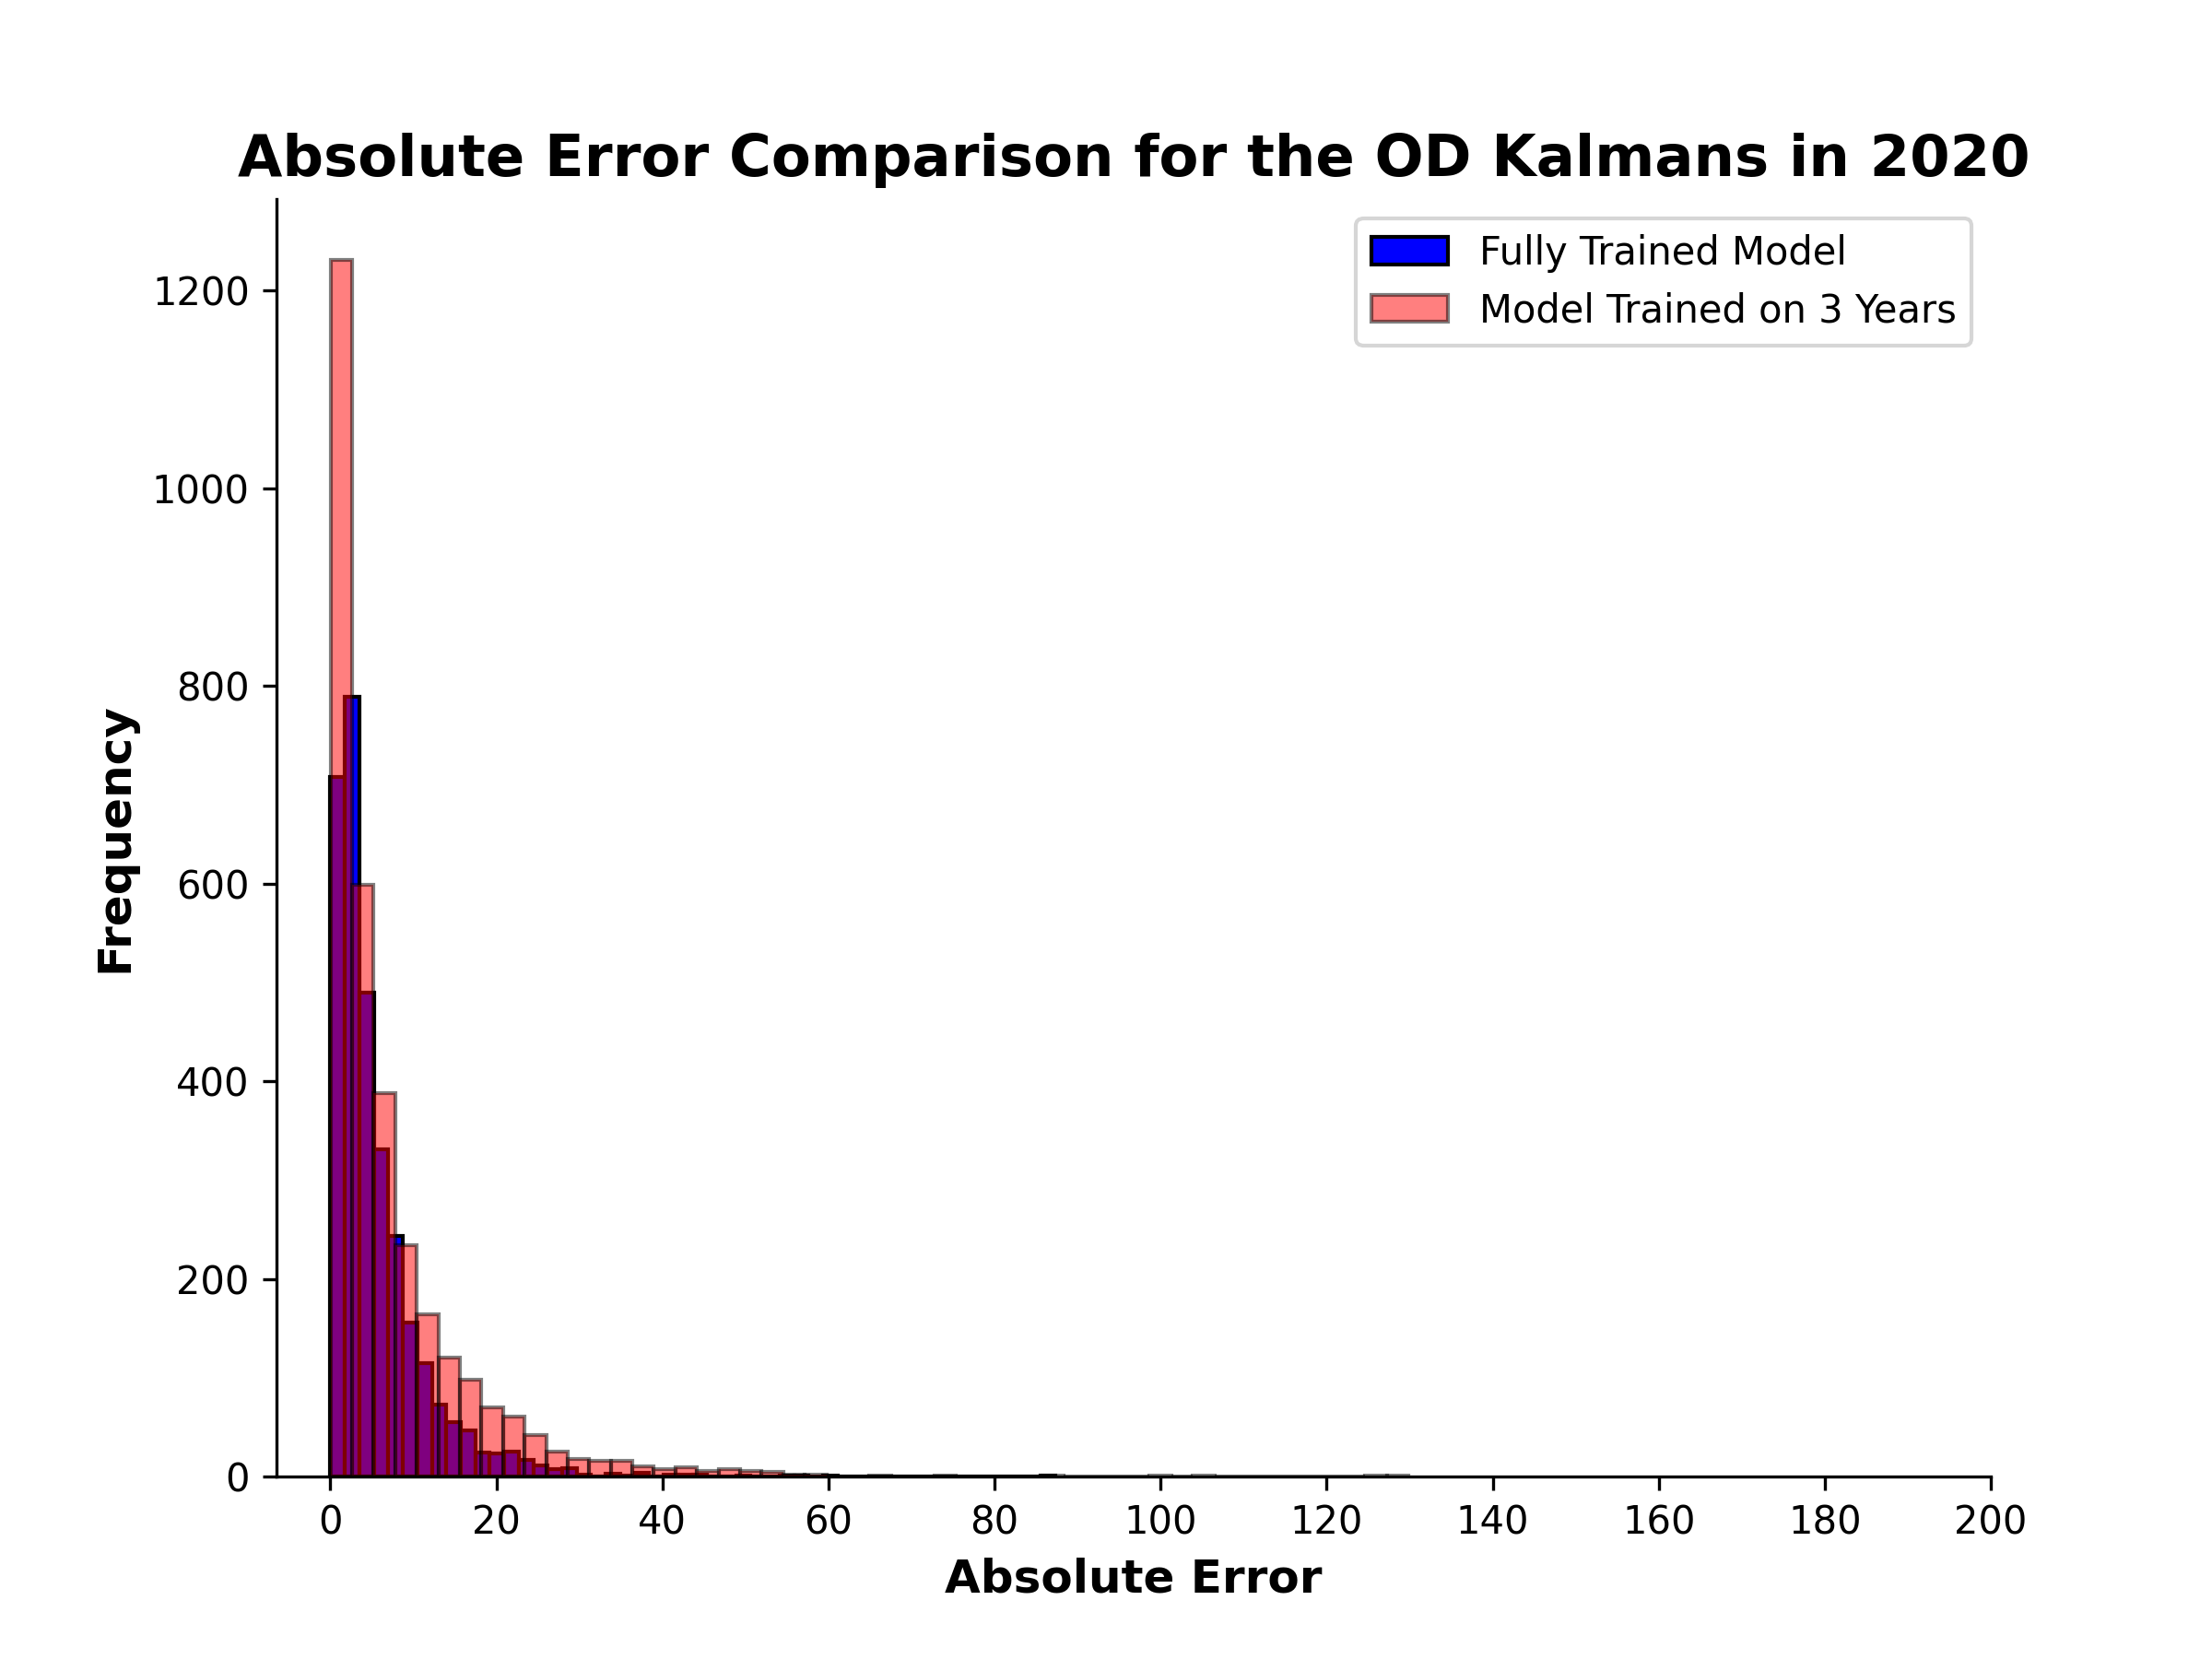 Absolute Error Comparison for the OD Kalmans in 2020
Fully Trained Model
Model Trained on 3 Years
1200
1000
800
600
400
200
0
Frequency
0 20 40 60 80 100 120 140 160 180 200
Absolute Error